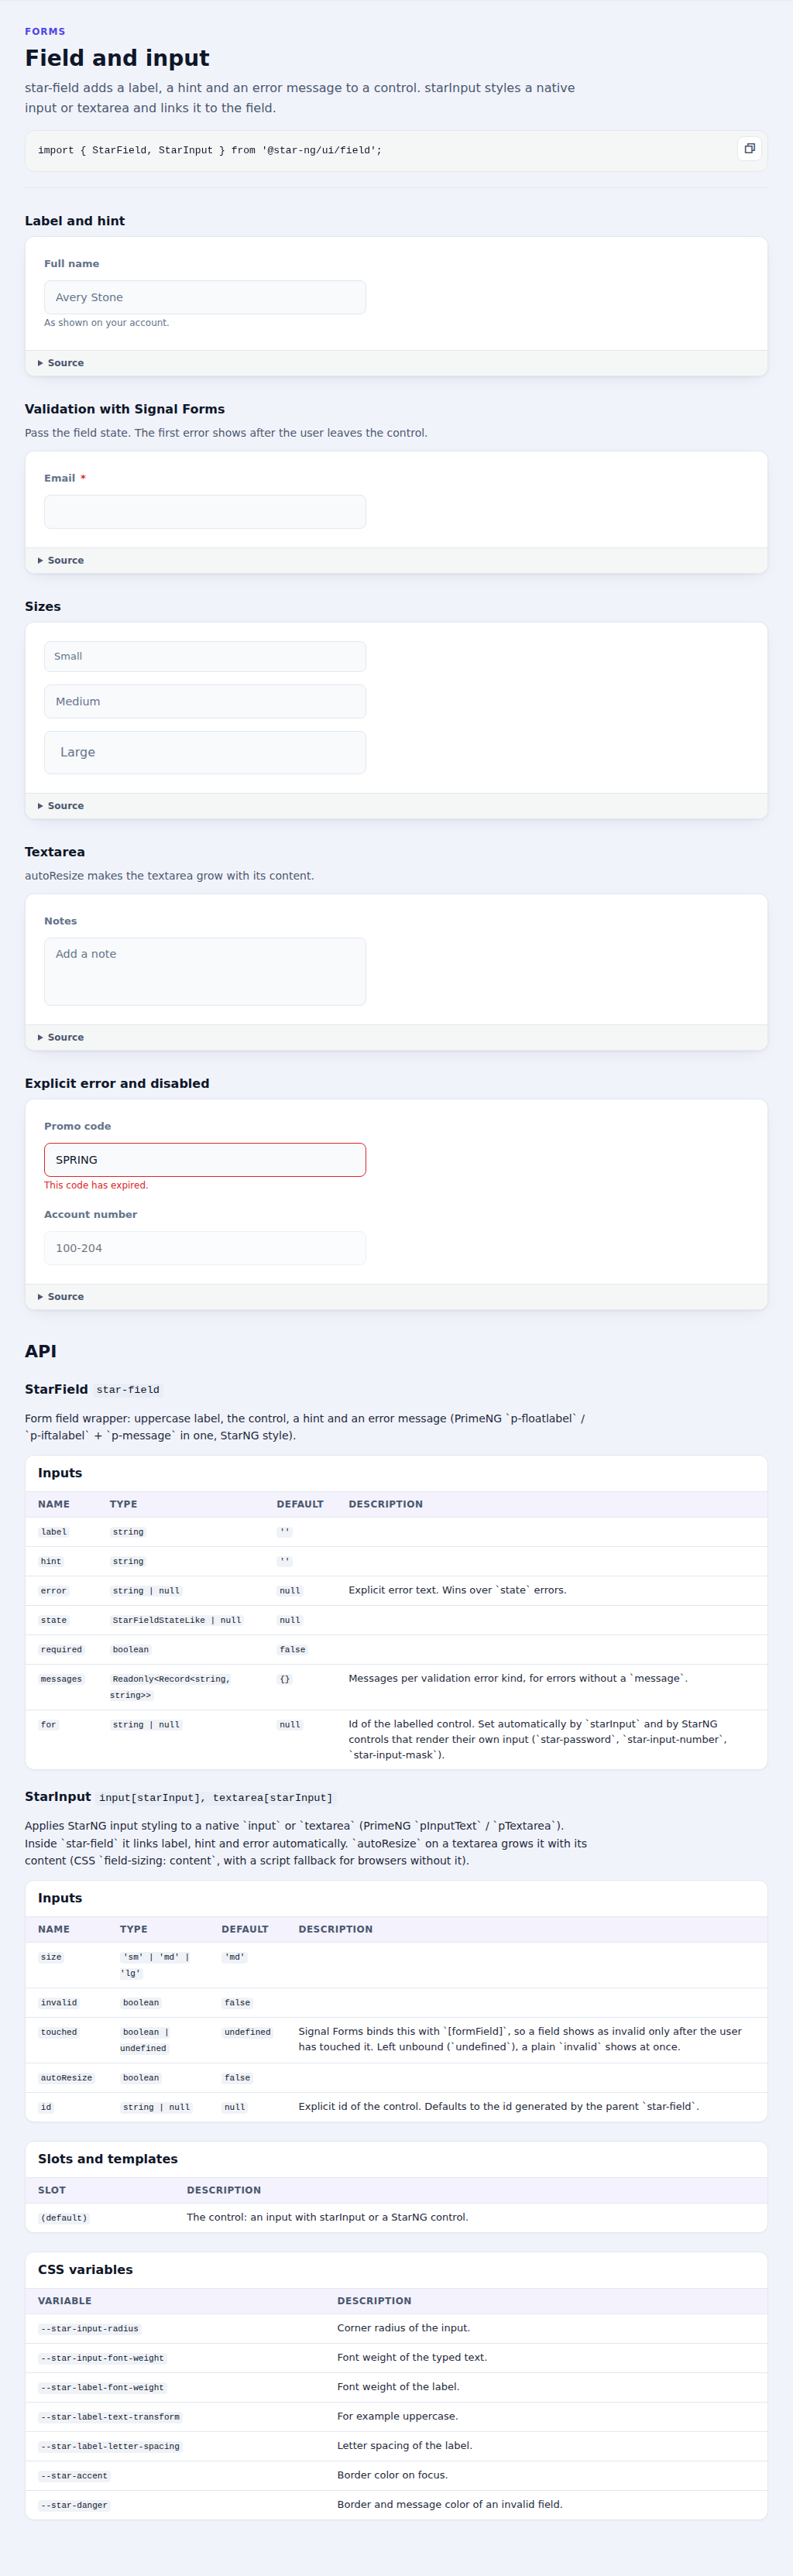 FORMS
Field and input
star-field adds a label, a hint and an error message to a control. starInput styles a native
input or textarea and links it to the field.
import { StarField, StarInput } from '@star-ng/ui/field';
Label and hint
Full name
Avery Stone
As shown on your account.
Source
Validation with Signal Forms
Pass the field state. The first error shows after the user leaves the control.
Email *
Source
Sizes
Small
Medium
Large
Source
Textarea
autoResize makes the textarea grow with its content.
Notes
Add a note
Source
Explicit error and disabled
Promo code
SPRING
This code has expired.
Account number
100-204
Source
API
StarField star-field
Form field wrapper: uppercase label, the control, a hint and an error message (PrimeNG `p-floatlabel` /
`p-iftalabel` + `p-message` in one, StarNG style).
Inputs
NAME TYPE DEFAULT DESCRIPTION
label string ''
hint string ''
error string | null null Explicit error text. Wins over `state` errors.
state StarFieldStateLike | null null
required boolean false
messages Readonly<Record<string, {} Messages per validation error kind, for errors without a `message`.
string>>
for string | null null Id of the labelled control. Set automatically by `starInput` and by StarNG
controls that render their own input (`star-password`, `star-input-number`,
`star-input-mask`).
StarInput input[starInput], textarea[starInput]
Applies StarNG input styling to a native `input` or `textarea` (PrimeNG `pInputText` / `pTextarea`).
Inside `star-field` it links label, hint and error automatically. `autoResize` on a textarea grows it with its
content (CSS `field-sizing: content`, with a script fallback for browsers without it).
Inputs
NAME TYPE DEFAULT DESCRIPTION
size 'sm' | 'md' | 'md'
'lg'
invalid boolean false
touched boolean | undefined Signal Forms binds this with `[formField]`, so a field shows as invalid only after the user
undefined has touched it. Left unbound (`undefined`), a plain `invalid` shows at once.
autoResize boolean false
id string | null null Explicit id of the control. Defaults to the id generated by the parent `star-field`.
Slots and templates
SLOT DESCRIPTION
(default) The control: an input with starInput or a StarNG control.
CSS variables
VARIABLE DESCRIPTION
--star-input-radius Corner radius of the input.
--star-input-font-weight Font weight of the typed text.
--star-label-font-weight Font weight of the label.
--star-label-text-transform For example uppercase.
--star-label-letter-spacing Letter spacing of the label.
--star-accent Border color on focus.
--star-danger Border and message color of an invalid field.